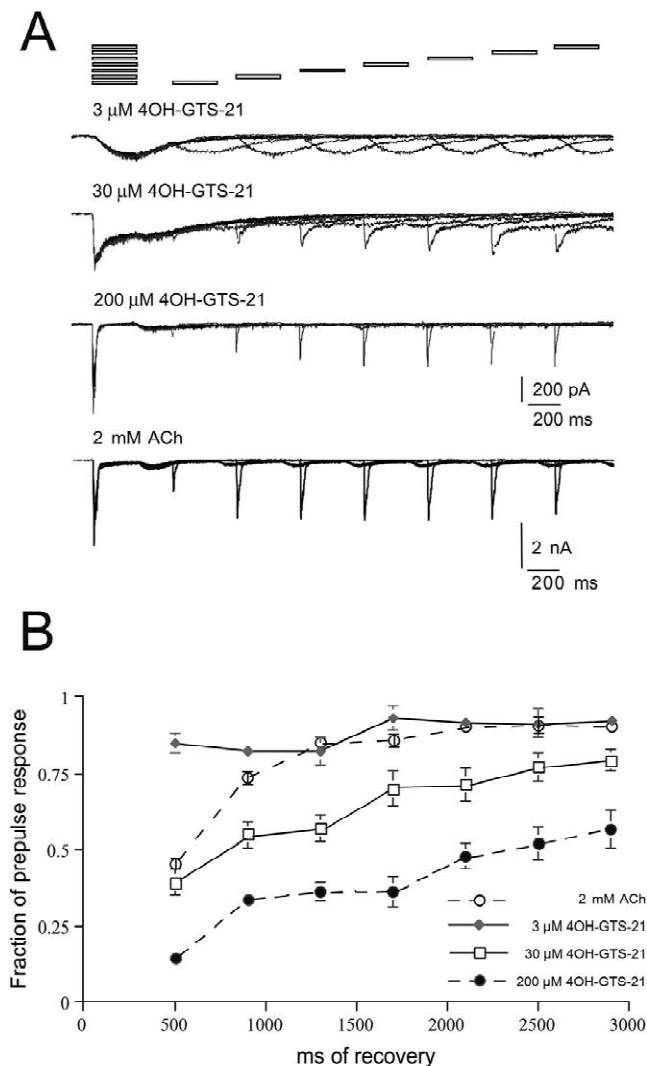 A
3 µM 4OH-GTS-21
30 µM 4OH-GTS-21
200 µM 4OH-GTS-21
200 pA
200 ms
2 mM ACh
2 nA
200 ms
B
Fraction of prepulse response
1
0.75
0.5
0.25
0
2 mM ACh
3 µM 4OH-GTS-21
30 µM 4OH-GTS-21
200 µM 4OH-GTS-21
0 500 1000 1500 2000 2500 3000
ms of recovery